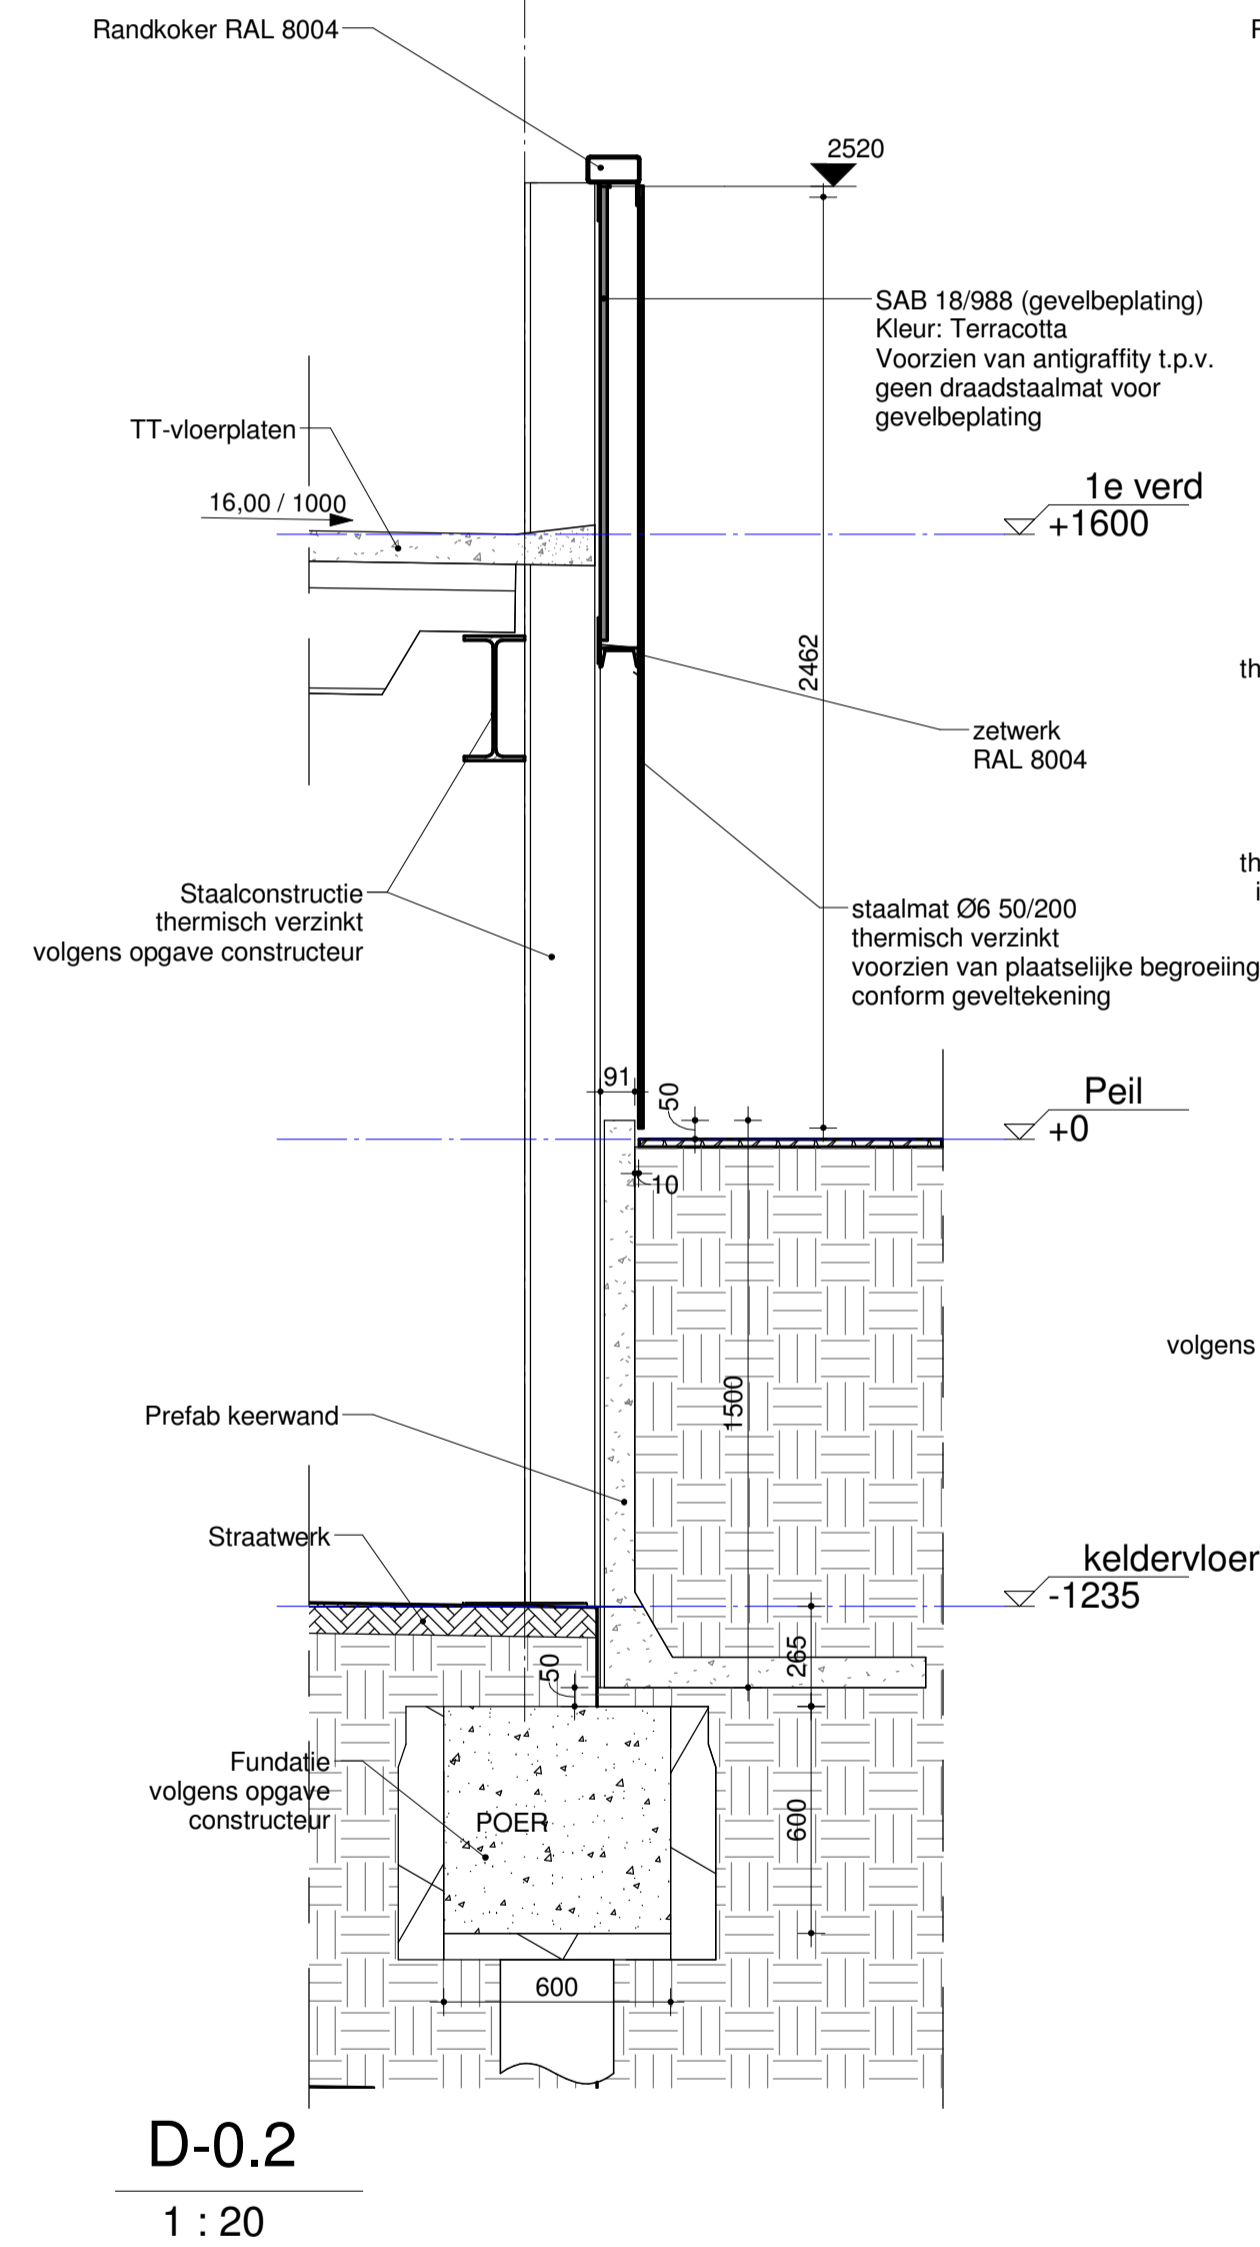 Randkoker RAL 8004
2520
SAB 18/988 (gevelbeplating)
Kleur: Terracotta
Voorzien van antigraffity t.p.v.
geen draadstaalmat voor
gevelbeplating
TT-vloerplaten
16,00 / 1000
1e verd
+1600
2462
zetwerk
RAL 8004
Staalconstructie
thermisch verzinkt
volgens opgave constructeur
staalmat Ø6 50/200
thermisch verzinkt
voorzien van plaatselijke begroeiing
conform geveltekening
91
50
Peil
+0
10
volgens
1500
Prefab keerwand
Straatwerk
keldervloer
-1235
265
50
Fundatie
volgens opgave
constructeur
POER
600
600
D-0.2
1 : 20